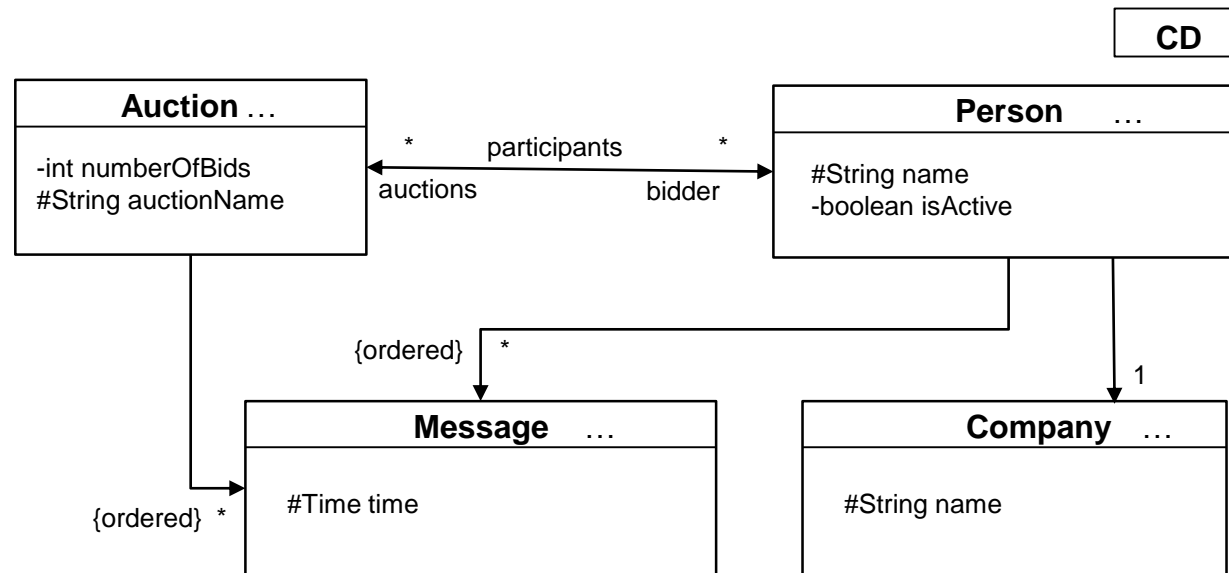 CD
Auction ...
-int numberOfBids
#String auctionName
* participants *
auctions bidder
Person ...
#String name
-boolean isActive
{ordered} *
1
Message ...
#Time time
Company ...
#String name
{ordered} *